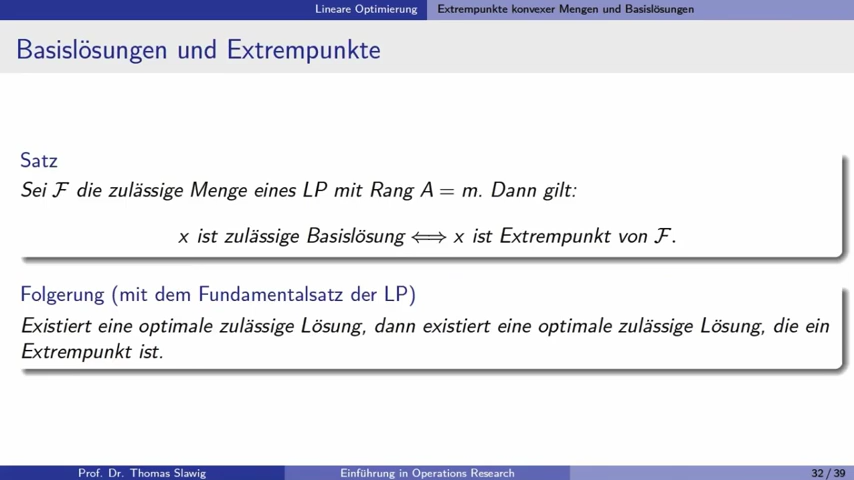 Lineare Optimierung Extrempunkte konvexer Mengen und Basislösungen
Basislösungen und Extrempunkte
Satz
Sei ℱ die zulässige Menge eines LP mit Rang A = m. Dann gilt:
x ist zulässige Basislösung ⟺ x ist Extrempunkt von ℱ.
Folgerung (mit dem Fundamentalsatz der LP)
Existiert eine optimale zulässige Lösung, dann existiert eine optimale zulässige Lösung, die ein
Extrempunkt ist.
Prof. Dr. Thomas Slawig Einführung in Operations Research 32 / 39